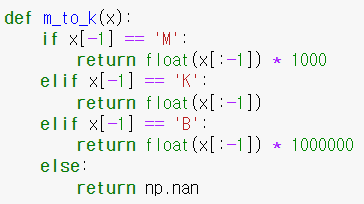 def m_to_k(x):
    if x[-1] == 'M':
        return float(x[:-1]) * 1000
    elif x[-1] == 'K':
        return float(x[:-1])
    elif x[-1] == 'B':
        return float(x[:-1]) * 1000000
    else:
        return np.nan